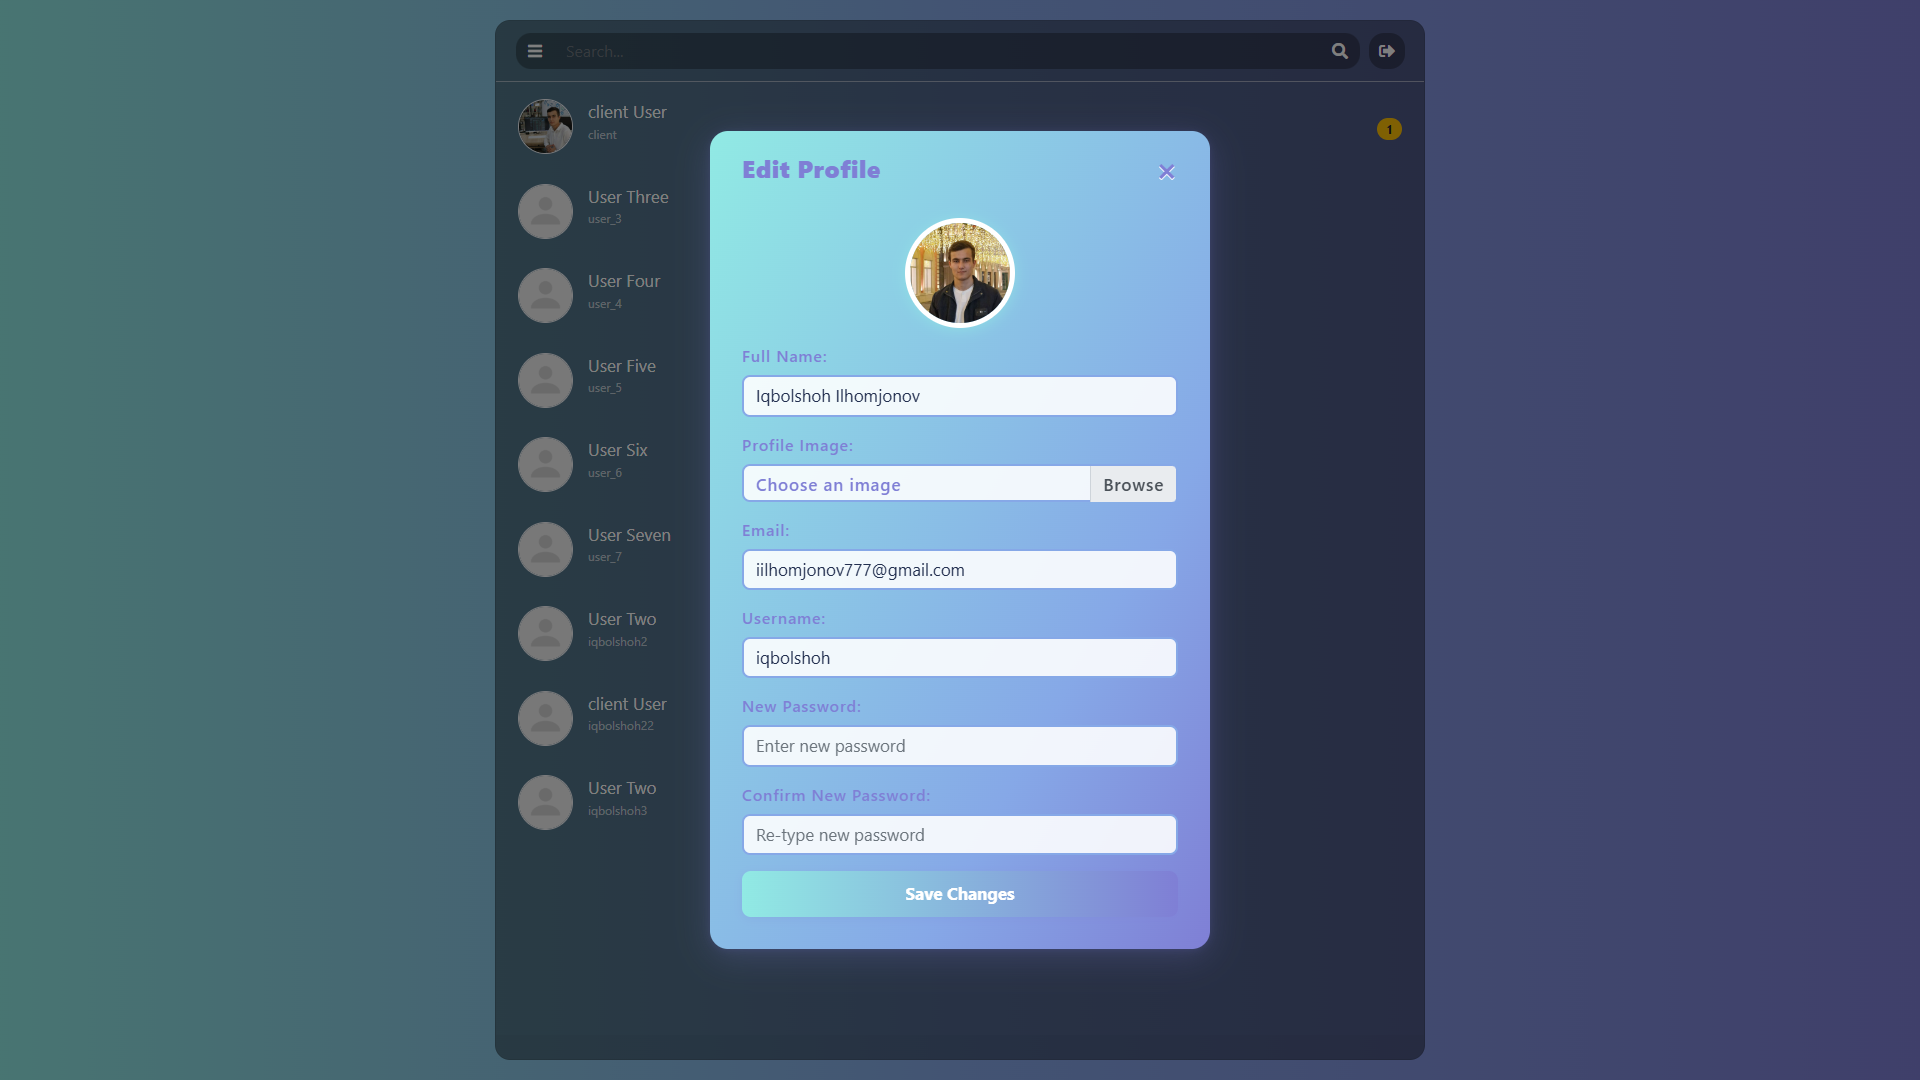 Search...
client User
client
1
User Three
user_3
User Four
user_4
User Five
user_5
User Six
user_6
User Seven
user_7
User Two
iqbolshoh2
client User
iqbolshoh22
User Two
iqbolshoh3
Edit Profile
Full Name:
Iqbolshoh Ilhomjonov
Profile Image:
Choose an image
Browse
Email:
iilhomjonov777@gmail.com
Username:
iqbolshoh
New Password:
Enter new password
Confirm New Password:
Re-type new password
Save Changes